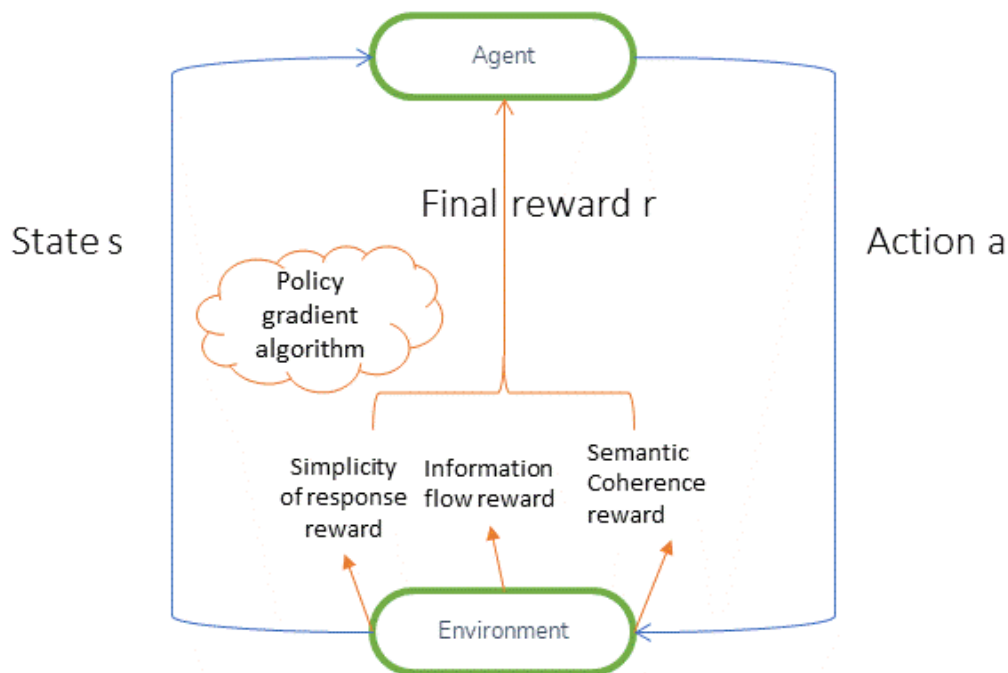 Agent
Final reward r
State s
Action a
Policy
gradient
algorithm
Simplicity
of response
reward
Information
flow reward
Semantic
Coherence
reward
Environment